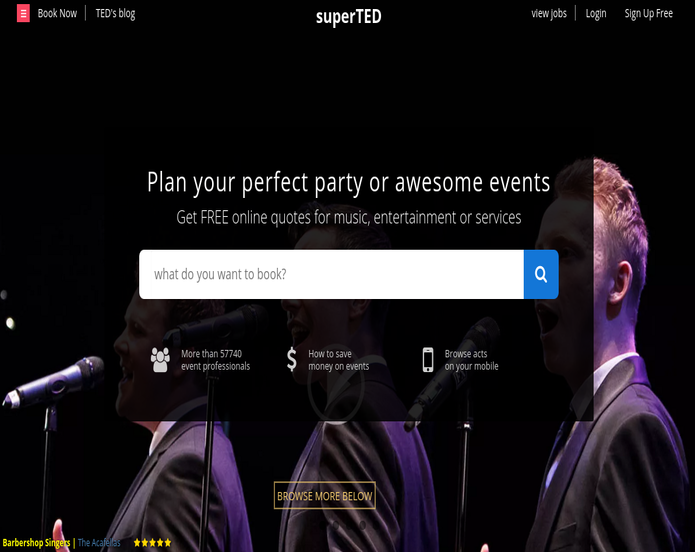 Book Now
TED's blog
superTED
view jobs
Login
Sign Up Free
Plan your perfect party or awesome events
Get FREE online quotes for music, entertainment or services
what do you want to book?
More than 57740
event professionals
How to save
money on events
Browse acts
on your mobile
BROWSE MORE BELOW
Barbershop Singers | The Acafellas